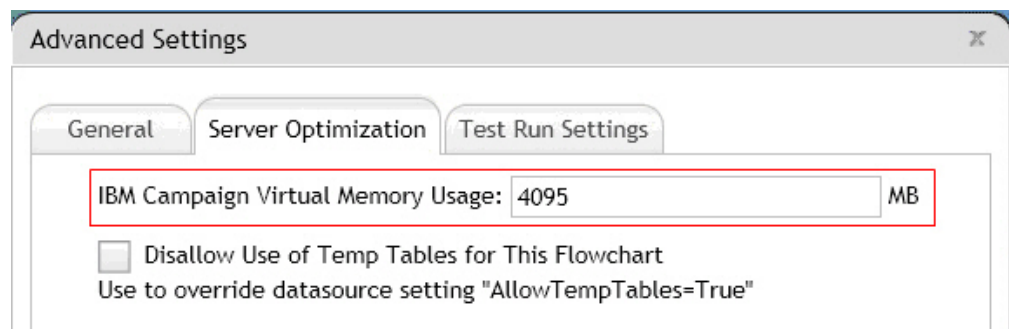 Advanced Settings
General Server Optimization Test Run Settings
IBM Campaign Virtual Memory Usage: 4095 MB
Disallow Use of Temp Tables for This Flowchart
Use to override datasource setting "AllowTempTables=True"